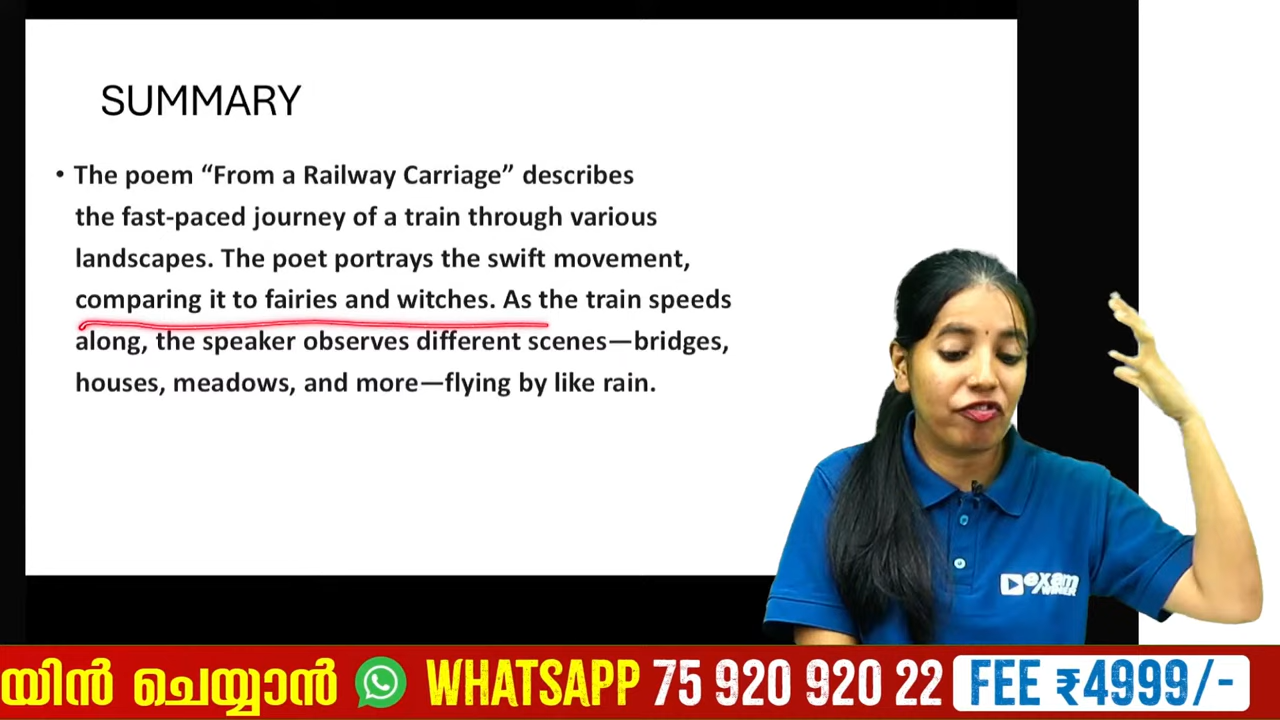 SUMMARY
• The poem “From a Railway Carriage” describes
the fast-paced journey of a train through various
landscapes. The poet portrays the swift movement,
comparing it to fairies and witches. As the train speeds
along, the speaker observes different scenes—bridges,
houses, meadows, and more—flying by like rain.
exam
WINNER
യിൻ ചെയ്യാൻ WHATSAPP 75 920 920 22 FEE ₹4999/-